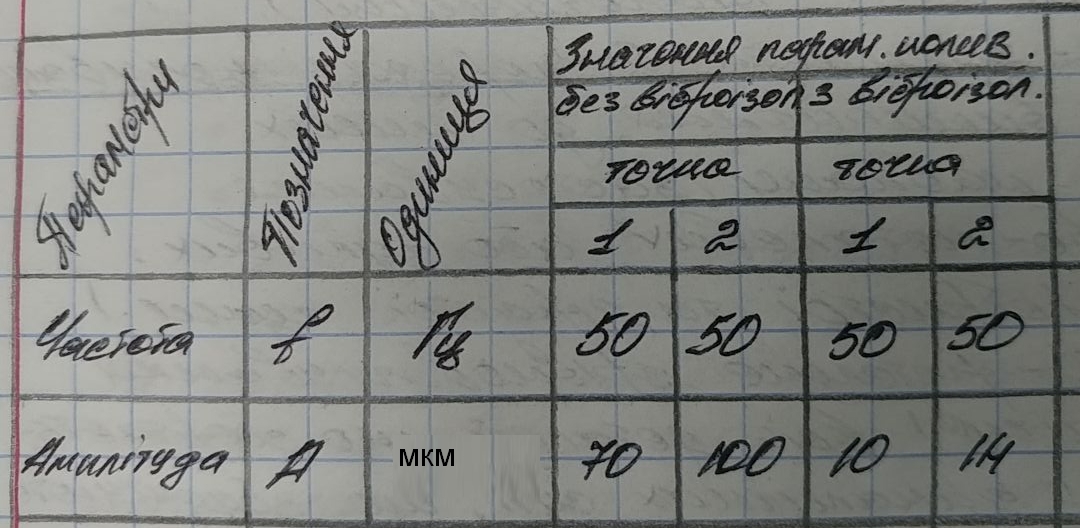 Параметри Позначення Одиниця Значення парам. колив.
без віброізол з віброізол.
точка точка
1 2 1 2
Частота f Гц 50 50 50 50
Амплітуда A мкм 70 100 10 14